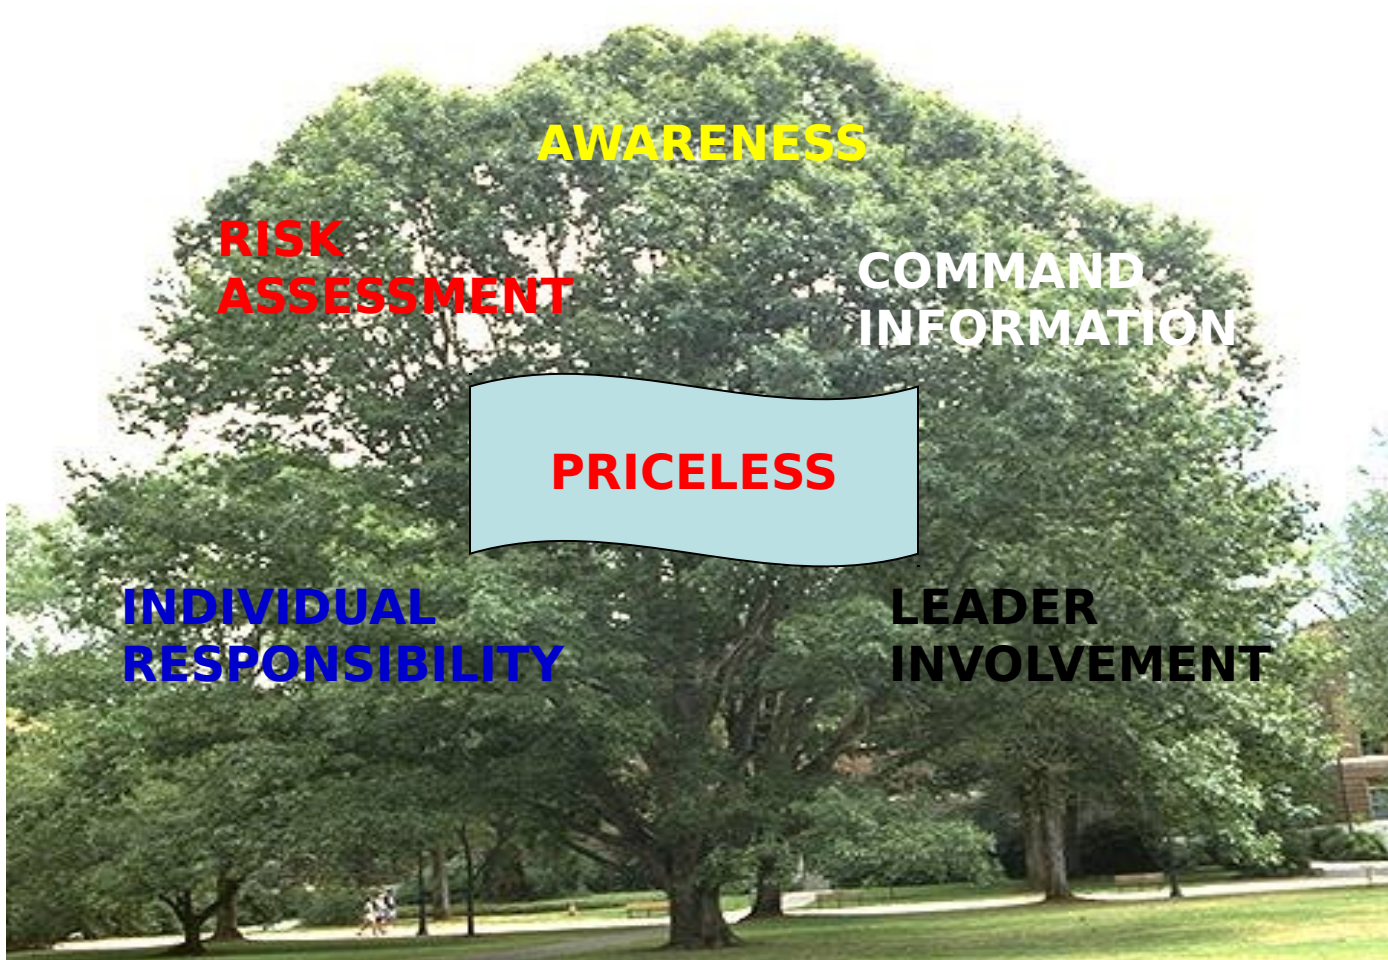 AWARENESS
RISK
ASSESSMENT
COMMAND
INFORMATION
PRICELESS
INDIVIDUAL
RESPONSIBILITY
LEADER
INVOLVEMENT